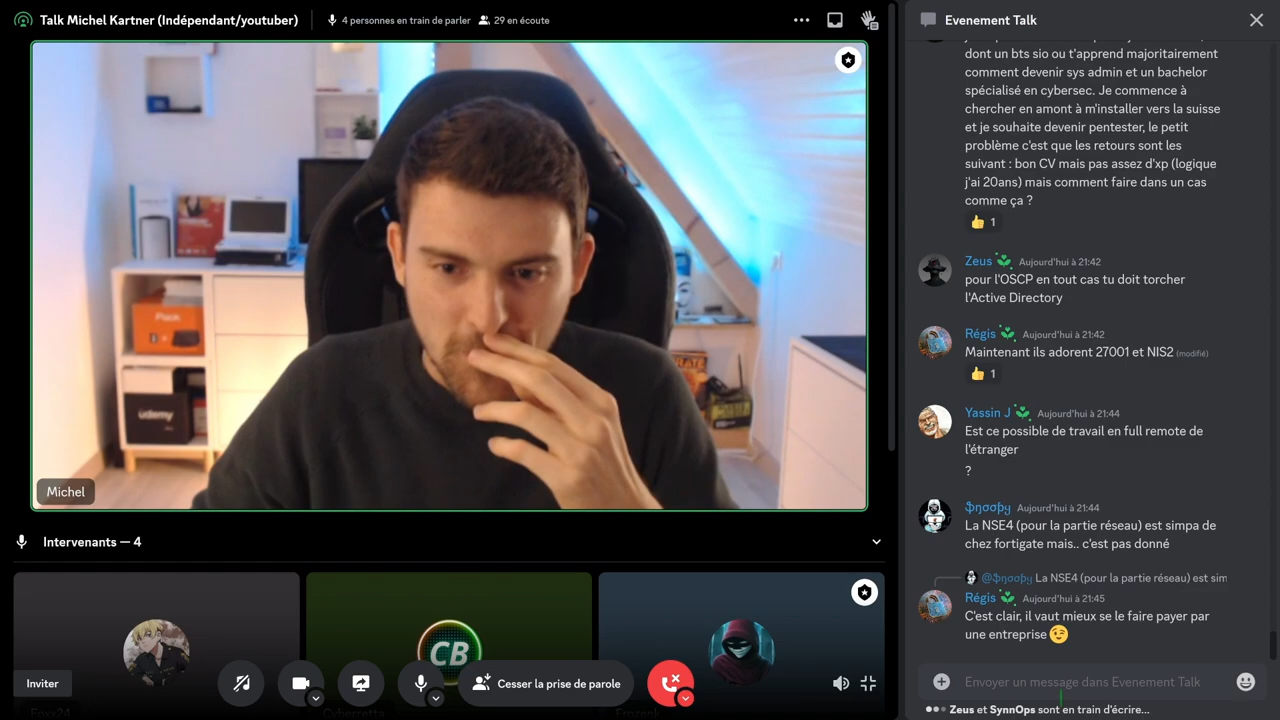 Talk Michel Kartner (Indépendant/youtuber)
4 personnes en train de parler
29 en écoute
Michel
udemy
Intervenants — 4
CB
Inviter
Cesser la prise de parole
Evenement Talk
dont un bts sio ou t'apprend majoritairement
comment devenir sys admin et un bachelor
spécialisé en cybersec. Je commence à
chercher en amont à m'installer vers la suisse
et je souhaite devenir pentester, le petit
problème c'est que les retours sont les
suivant : bon CV mais pas assez d'xp (logique
j'ai 20ans) mais comment faire dans un cas
comme ça ?
1
Zeus Aujourd'hui à 21:42
pour l'OSCP en tout cas tu doit torcher
l'Active Directory
Régis Aujourd'hui à 21:42
Maintenant ils adorent 27001 et NIS2 (modifié)
1
Yassin J Aujourd'hui à 21:44
Est ce possible de travail en full remote de
l'étranger
?
Aujourd'hui à 21:44
La NSE4 (pour la partie réseau) est simpa de
chez fortigate mais.. c'est pas donné
La NSE4 (pour la partie réseau) est sim
Régis Aujourd'hui à 21:45
C'est clair, il vaut mieux se le faire payer par
une entreprise
Envoyer un message dans Evenement Talk
Zeus et SynnOps sont en train d'écrire...